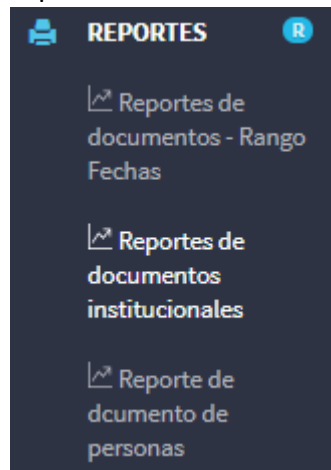 REPORTES R
Reportes de
documentos - Rango
Fechas
Reportes de
documentos
institucionales
Reporte de
dcumento de
personas